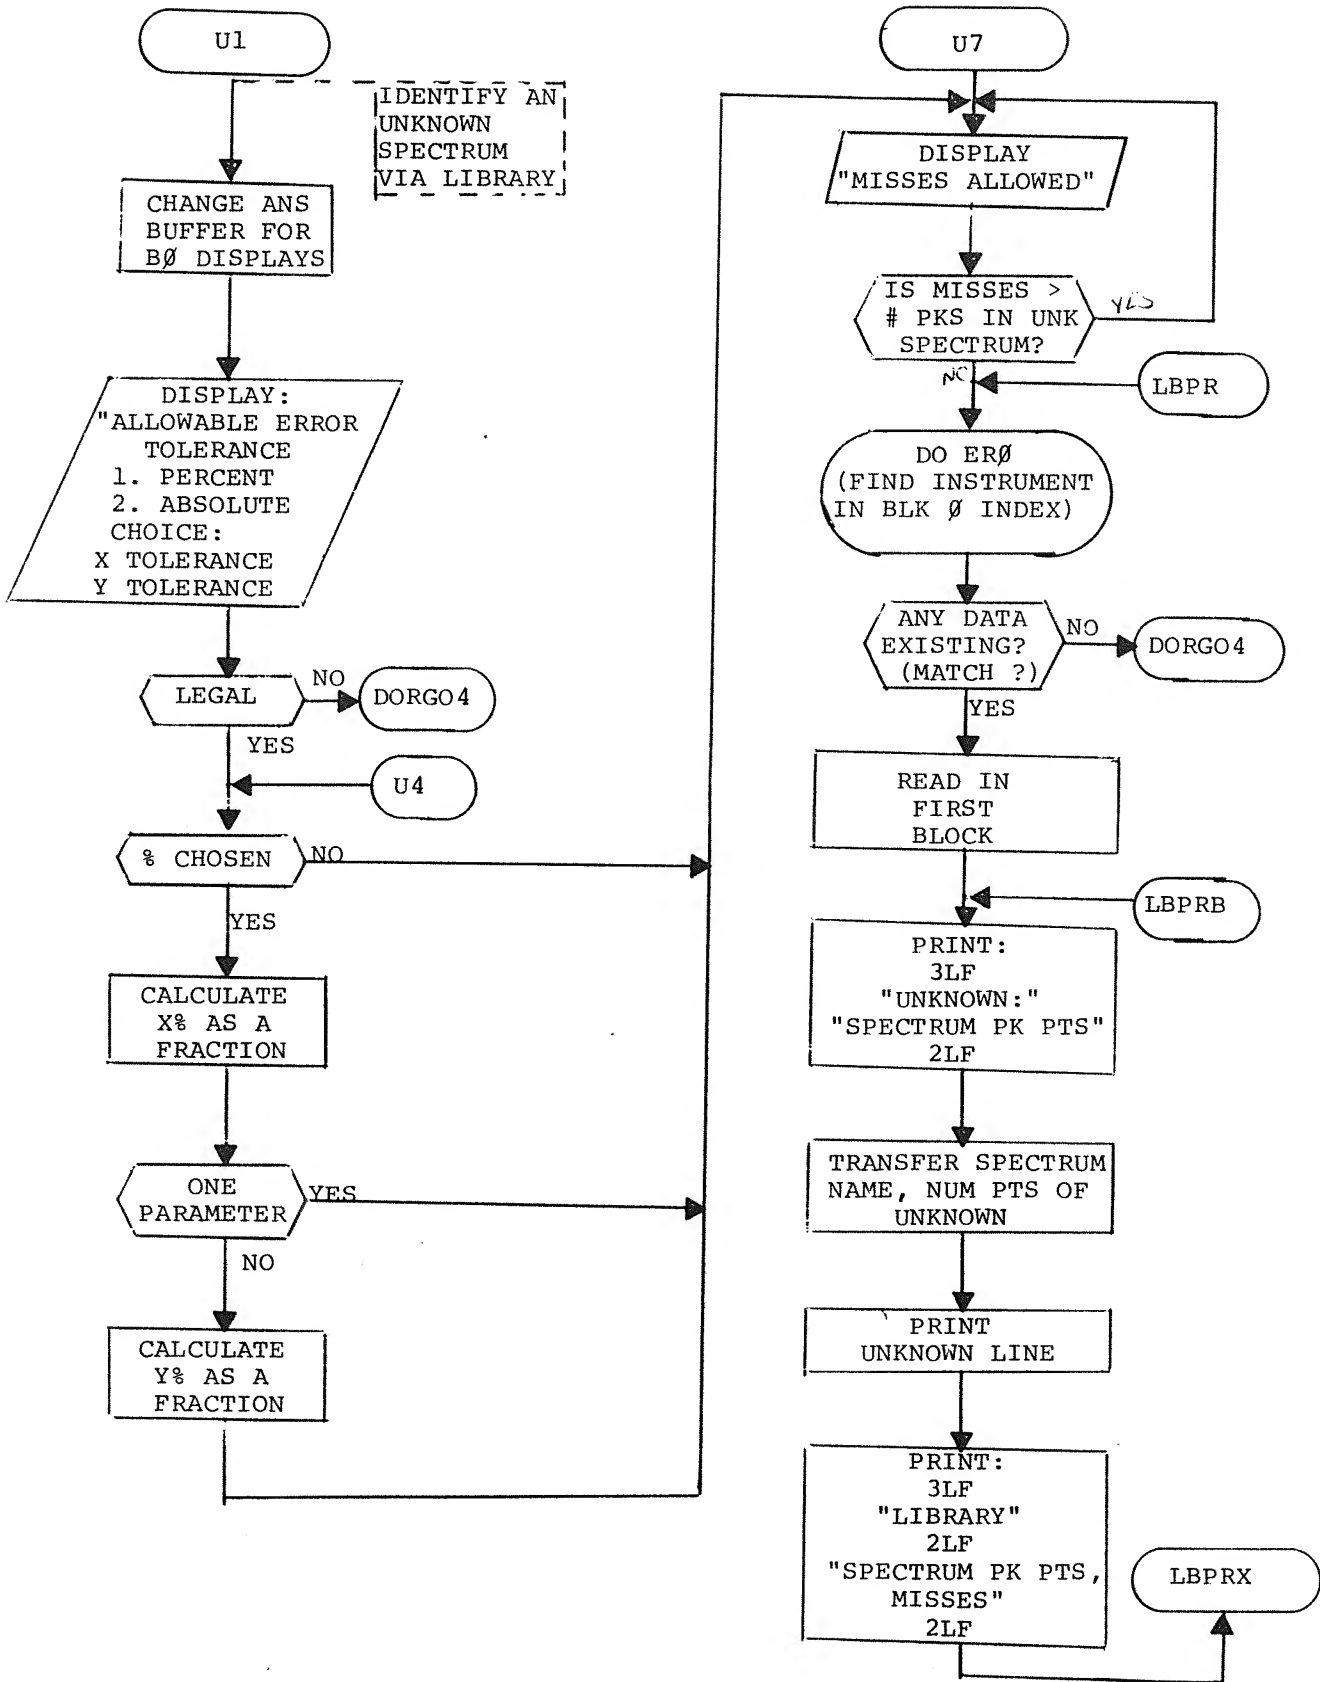 U1
IDENTIFY AN
UNKNOWN
SPECTRUM
VIA LIBRARY
CHANGE ANS
BUFFER FOR
BØ DISPLAYS
DISPLAY:
"ALLOWABLE ERROR
TOLERANCE
1. PERCENT
2. ABSOLUTE
CHOICE:
X TOLERANCE
Y TOLERANCE
LEGAL
NO
DORGO4
YES
U4
% CHOSEN
NO
YES
CALCULATE
X% AS A
FRACTION
ONE
PARAMETER
YES
NO
CALCULATE
Y% AS A
FRACTION
U7
DISPLAY
"MISSES ALLOWED"
IS MISSES >
# PKS IN UNK
SPECTRUM?
YES
NO
LBPR
DO ERØ
(FIND INSTRUMENT
IN BLK Ø INDEX)
ANY DATA
EXISTING?
(MATCH ?)
NO
DORGO4
YES
READ IN
FIRST
BLOCK
LBPRB
PRINT:
3LF
"UNKNOWN:"
"SPECTRUM PK PTS"
2LF
TRANSFER SPECTRUM
NAME, NUM PTS OF
UNKNOWN
PRINT
UNKNOWN LINE
PRINT:
3LF
"LIBRARY"
2LF
"SPECTRUM PK PTS,
MISSES"
2LF
LBPRX